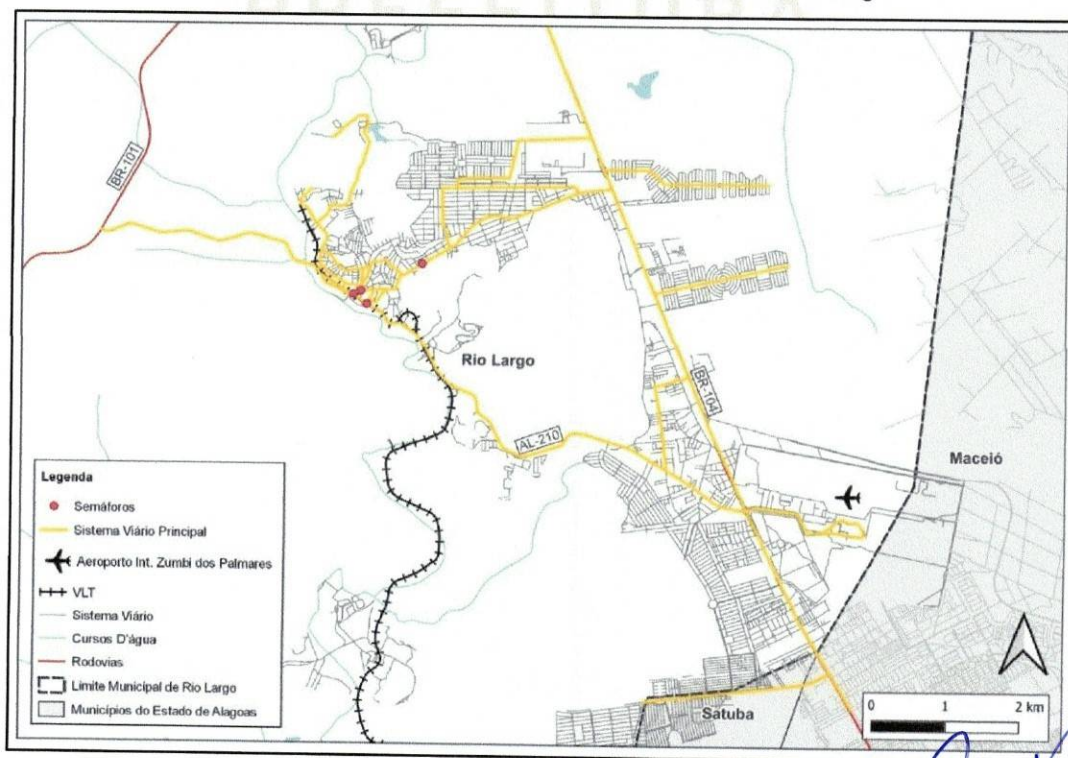 PREFEITURA
BR-101
Rio Largo
BR-104
AL-210
Maceió
Satuba
Legenda
Semáforos
Sistema Viário Principal
Aeroporto Int. Zumbi dos Palmares
VLT
Sistema Viário
Cursos D'água
Rodovias
Limite Municipal de Rio Largo
Municípios do Estado de Alagoas
0 1 2 km